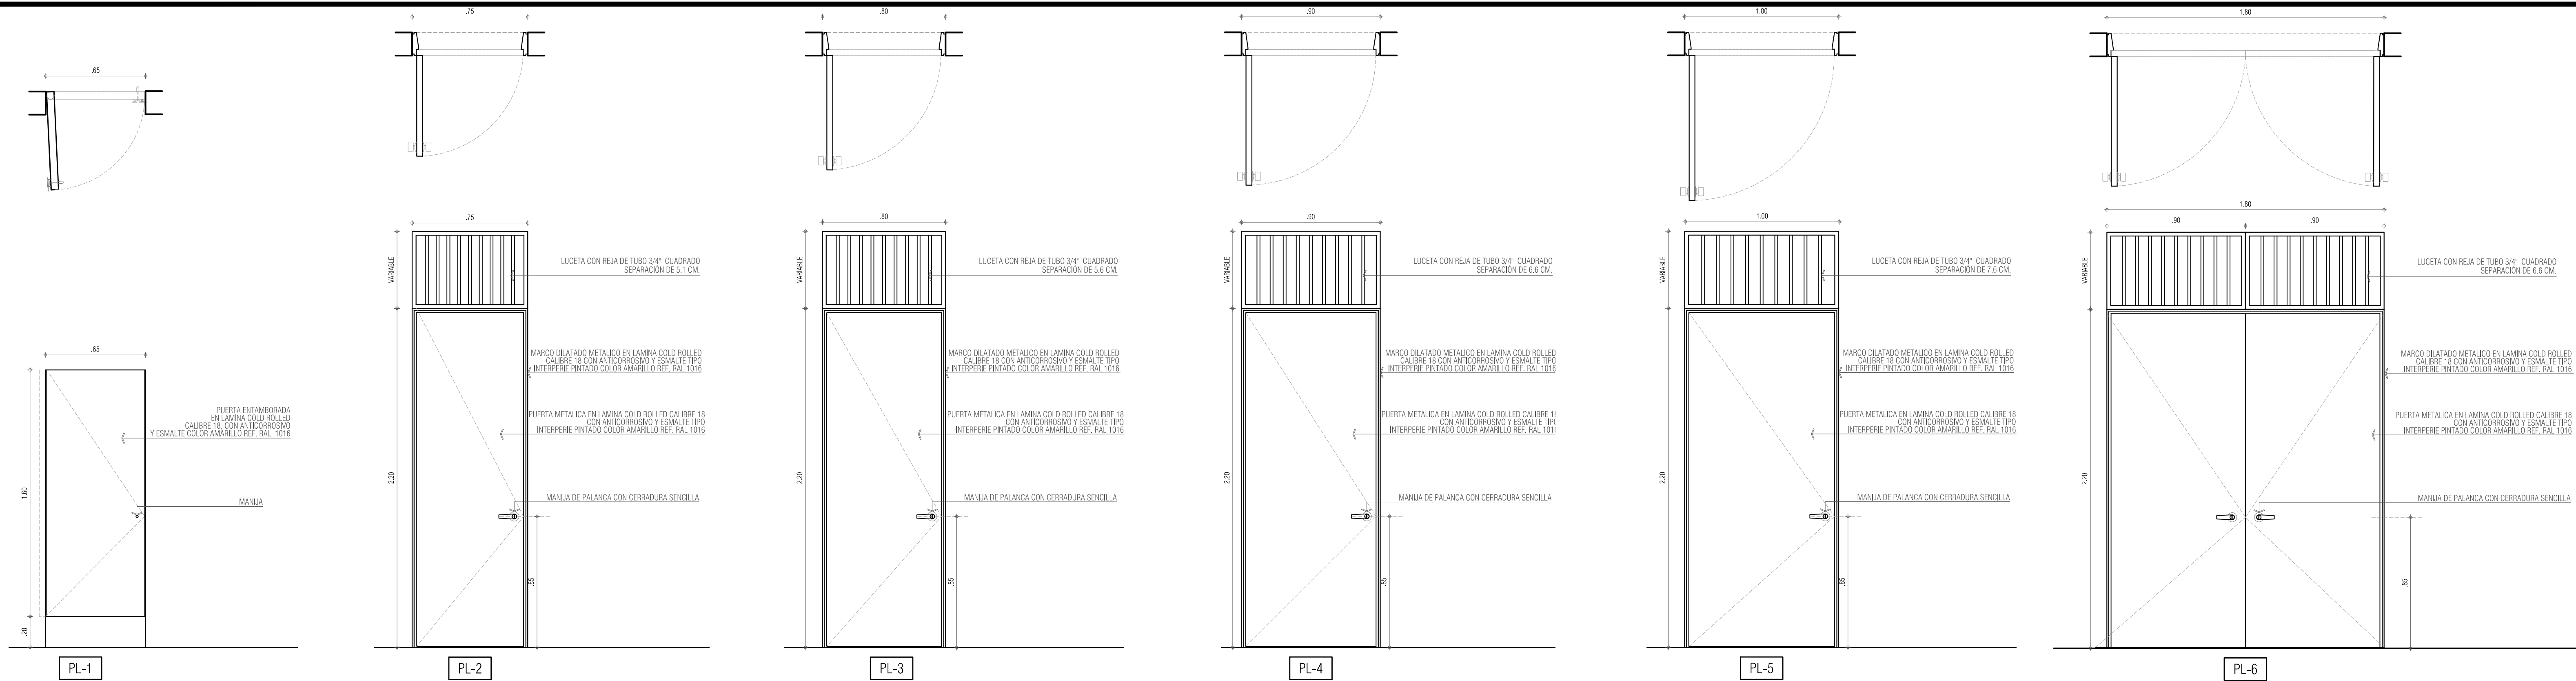 .65
.65
1.60
.20
PUERTA ENTAMBORADA
EN LAMINA COLD ROLLED
CALIBRE 18, CON ANTICORROSIVO
Y ESMALTE COLOR AMARILLO REF. RAL 1016
MANIJA
PL-1
.75
.75
VARIABLE
2.20
LUCETA CON REJA DE TUBO 3/4" CUADRADO
SEPARACIÓN DE 5.1 CM.
MARCO DILATADO METALICO EN LAMINA COLD ROLLED
CALIBRE 18 CON ANTICORROSIVO Y ESMALTE TIPO
INTERPERIE PINTADO COLOR AMARILLO REF. RAL 1016
PUERTA METALICA EN LAMINA COLD ROLLED CALIBRE 18
CON ANTICORROSIVO Y ESMALTE TIPO
INTERPERIE PINTADO COLOR AMARILLO REF. RAL 1016
MANIJA DE PALANCA CON CERRADURA SENCILLA
.85
PL-2
.80
.80
VARIABLE
2.20
LUCETA CON REJA DE TUBO 3/4" CUADRADO
SEPARACIÓN DE 5.6 CM.
MARCO DILATADO METALICO EN LAMINA COLD ROLLED
CALIBRE 18 CON ANTICORROSIVO Y ESMALTE TIPO
INTERPERIE PINTADO COLOR AMARILLO REF. RAL 1016
PUERTA METALICA EN LAMINA COLD ROLLED CALIBRE 18
CON ANTICORROSIVO Y ESMALTE TIPO
INTERPERIE PINTADO COLOR AMARILLO REF. RAL 1016
MANIJA DE PALANCA CON CERRADURA SENCILLA
.85
PL-3
.90
.90
VARIABLE
2.20
LUCETA CON REJA DE TUBO 3/4" CUADRADO
SEPARACIÓN DE 6.6 CM.
MARCO DILATADO METALICO EN LAMINA COLD ROLLED
CALIBRE 18 CON ANTICORROSIVO Y ESMALTE TIPO
INTERPERIE PINTADO COLOR AMARILLO REF. RAL 1016
PUERTA METALICA EN LAMINA COLD ROLLED CALIBRE
CON ANTICORROSIVO Y ESMALTE
INTERPERIE PINTADO COLOR AMARILLO REF. RAL
MANIJA DE PALANCA CON CERRADURA SENCILLA
.85
PL-4
1.00
1.00
VARIABLE
2.20
LUCETA CON REJA DE TUBO 3/4" CUADRADO
SEPARACIÓN DE 7.6 CM.
MARCO DILATADO METALICO EN LAMINA COLD ROLLED
CALIBRE 18 CON ANTICORROSIVO Y ESMALTE TIPO
INTERPERIE PINTADO COLOR AMARILLO REF. RAL 1016
PUERTA METALICA EN LAMINA COLD ROLLED CALIBRE 18
CON ANTICORROSIVO Y ESMALTE TIPO
INTERPERIE PINTADO COLOR AMARILLO REF. RAL 1016
MANIJA DE PALANCA CON CERRADURA SENCILLA
.85
PL-5
1.80
1.80
.90 .90
VARIABLE
2.20
LUCETA CON REJA DE TUBO 3/4" CUADRADO
SEPARACIÓN DE 6.6 CM.
MARCO DILATADO METALICO EN LAMINA COLD ROLLED
CALIBRE 18 CON ANTICORROSIVO Y ESMALTE TIPO
INTERPERIE PINTADO COLOR AMARILLO REF. RAL 1016
PUERTA METALICA EN LAMINA COLD ROLLED CALIBRE 18
CON ANTICORROSIVO Y ESMALTE TIPO
INTERPERIE PINTADO COLOR AMARILLO REF. RAL 1016
MANIJA DE PALANCA CON CERRADURA SENCILLA
.85
PL-6